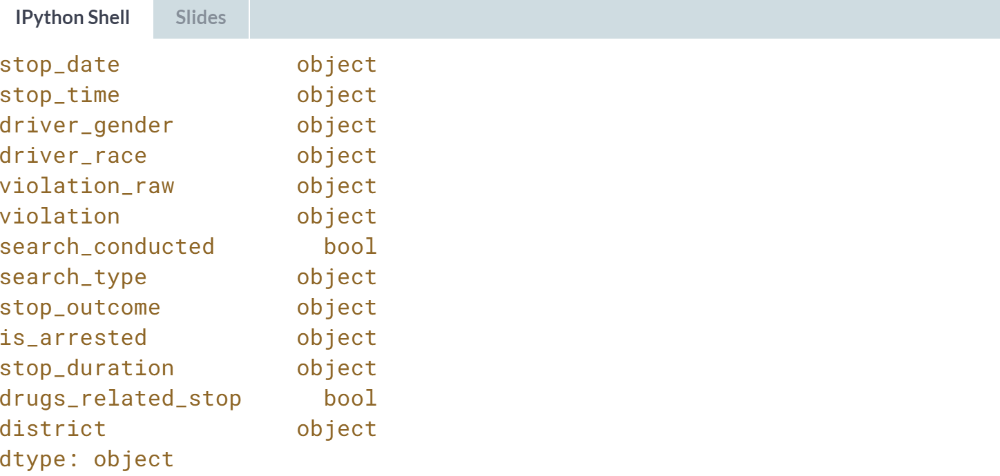 IPython Shell Slides
stop_date object
stop_time object
driver_gender object
driver_race object
violation_raw object
violation object
search_conducted bool
search_type object
stop_outcome object
is_arrested object
stop_duration object
drugs_related_stop bool
district object
dtype: object